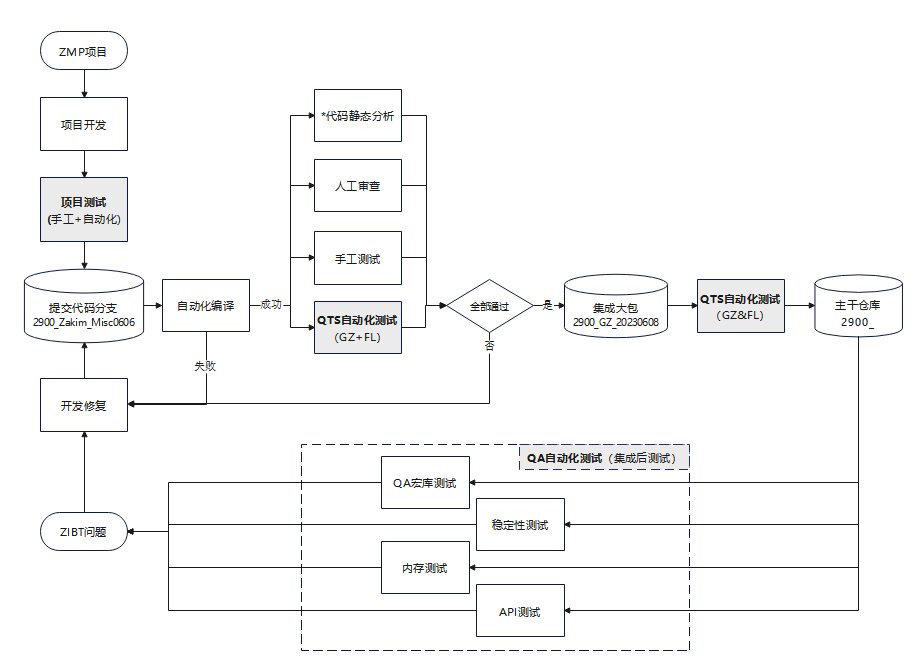 ZMP项目
项目开发
项目测试
(手工+自动化)
提交代码分支
2900_Zakim_Misc0606
自动化编译
成功
失败
*代码静态分析
人工审查
手工测试
QTS自动化测试
(GZ+FL)
全部通过
是
否
集成大包
2900_GZ_20230608
QTS自动化测试
(GZ&FL)
主干仓库
2900_
开发修复
QA自动化测试（集成后测试）
QA宏库测试
稳定性测试
ZIBT问题
内存测试
API测试